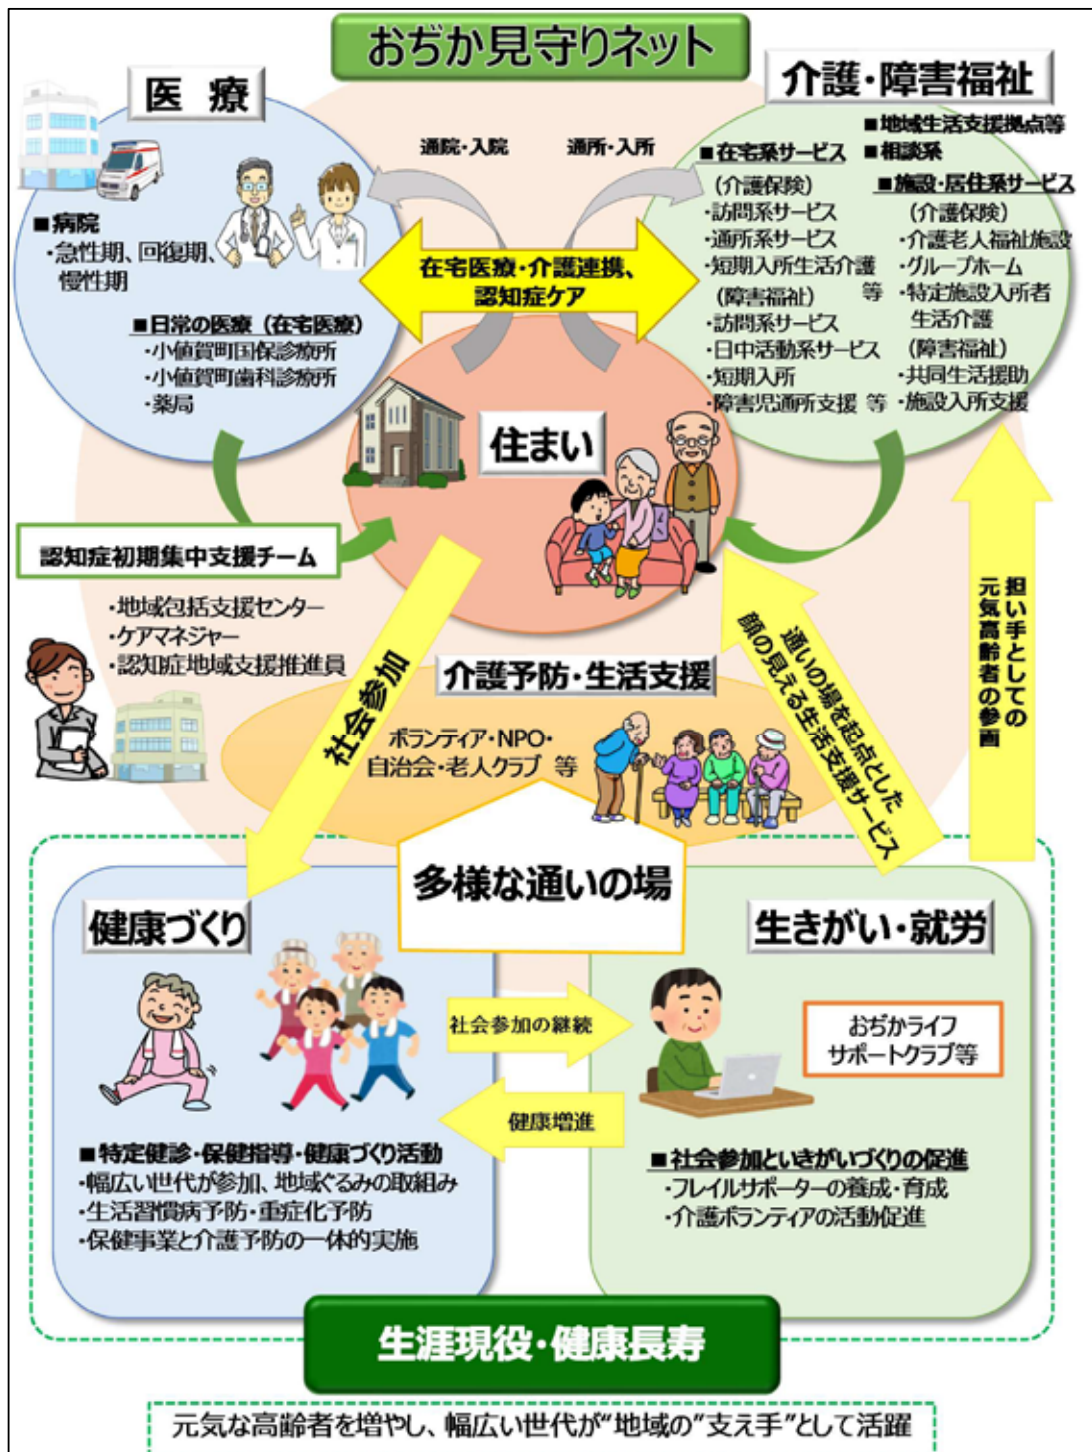 おぢか見守りネット
医 療
介護・障害福祉
■病院
・急性期、回復期、
慢性期
■日常の医療（在宅医療）
・小値賀町国保診療所
・小値賀町歯科診療所
・薬局
通院・入院
通所・入所
在宅医療・介護連携、
認知症ケア
■地域生活支援拠点等
■相談系
■在宅系サービス
（介護保険）
・訪問系サービス
・通所系サービス
・短期入所生活介護
等
（障害福祉）
・訪問系サービス
・日中活動系サービス
・短期入所
・障害児通所支援 等
■施設・居住系サービス
（介護保険）
・介護老人福祉施設
・グループホーム
・特定施設入所者
生活介護
（障害福祉）
・共同生活援助
・施設入所支援
住まい
認知症初期集中支援チーム
・地域包括支援センター
・ケアマネジャー
・認知症地域支援推進員
社会参加
介護予防・生活支援
ボランティア・NPO・
自治会・老人クラブ 等
通いの場を起点とした
顔の見える生活支援サービス
担い手としての
元気高齢者の参画
多様な通いの場
健康づくり
生きがい・就労
社会参加の継続
健康増進
おぢかライフ
サポートクラブ等
■特定健診・保健指導・健康づくり活動
・幅広い世代が参加、地域ぐるみの取組み
・生活習慣病予防・重症化予防
・保健事業と介護予防の一体的実施
■社会参加といきがいづくりの促進
・フレイルサポーターの養成・育成
・介護ボランティアの活動促進
生涯現役・健康長寿
元気な高齢者を増やし、幅広い世代が“地域の”支え手”として活躍